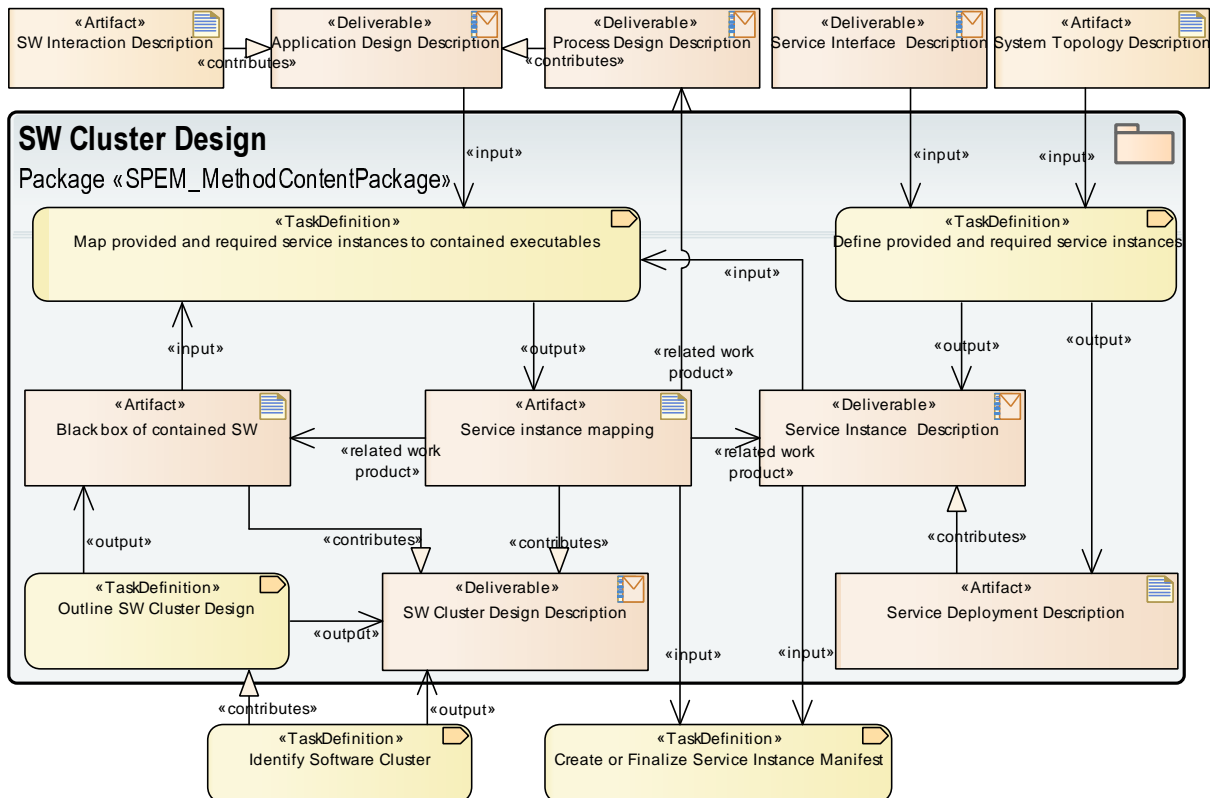 «Artifact»
SW Interaction Description
«Deliverable»
Application Design Description
«Deliverable»
Process Design Description
«Deliverable»
Service Interface Description
«Artifact»
System Topology Description
«contributes»
«contributes»
SW Cluster Design
Package «SPEM_MethodContentPackage»
«input»
«input»
«input»
«TaskDefinition»
Map provided and required service instances to contained executables
«TaskDefinition»
Define provided and required service instances
«input»
«input»
«output»
«related work
product»
«output»
«output»
«Artifact»
Blackbox of contained SW
«Artifact»
Service instance mapping
«Deliverable»
Service Instance Description
«related work
product»
«related work
product»
«output»
«contributes»
«contributes»
«contributes»
«TaskDefinition»
Outline SW Cluster Design
«Deliverable»
SW Cluster Design Description
«Artifact»
Service Deployment Description
«output»
«input»
«input»
«contributes»
«output»
«TaskDefinition»
Identify Software Cluster
«TaskDefinition»
Create or Finalize Service Instance Manifest